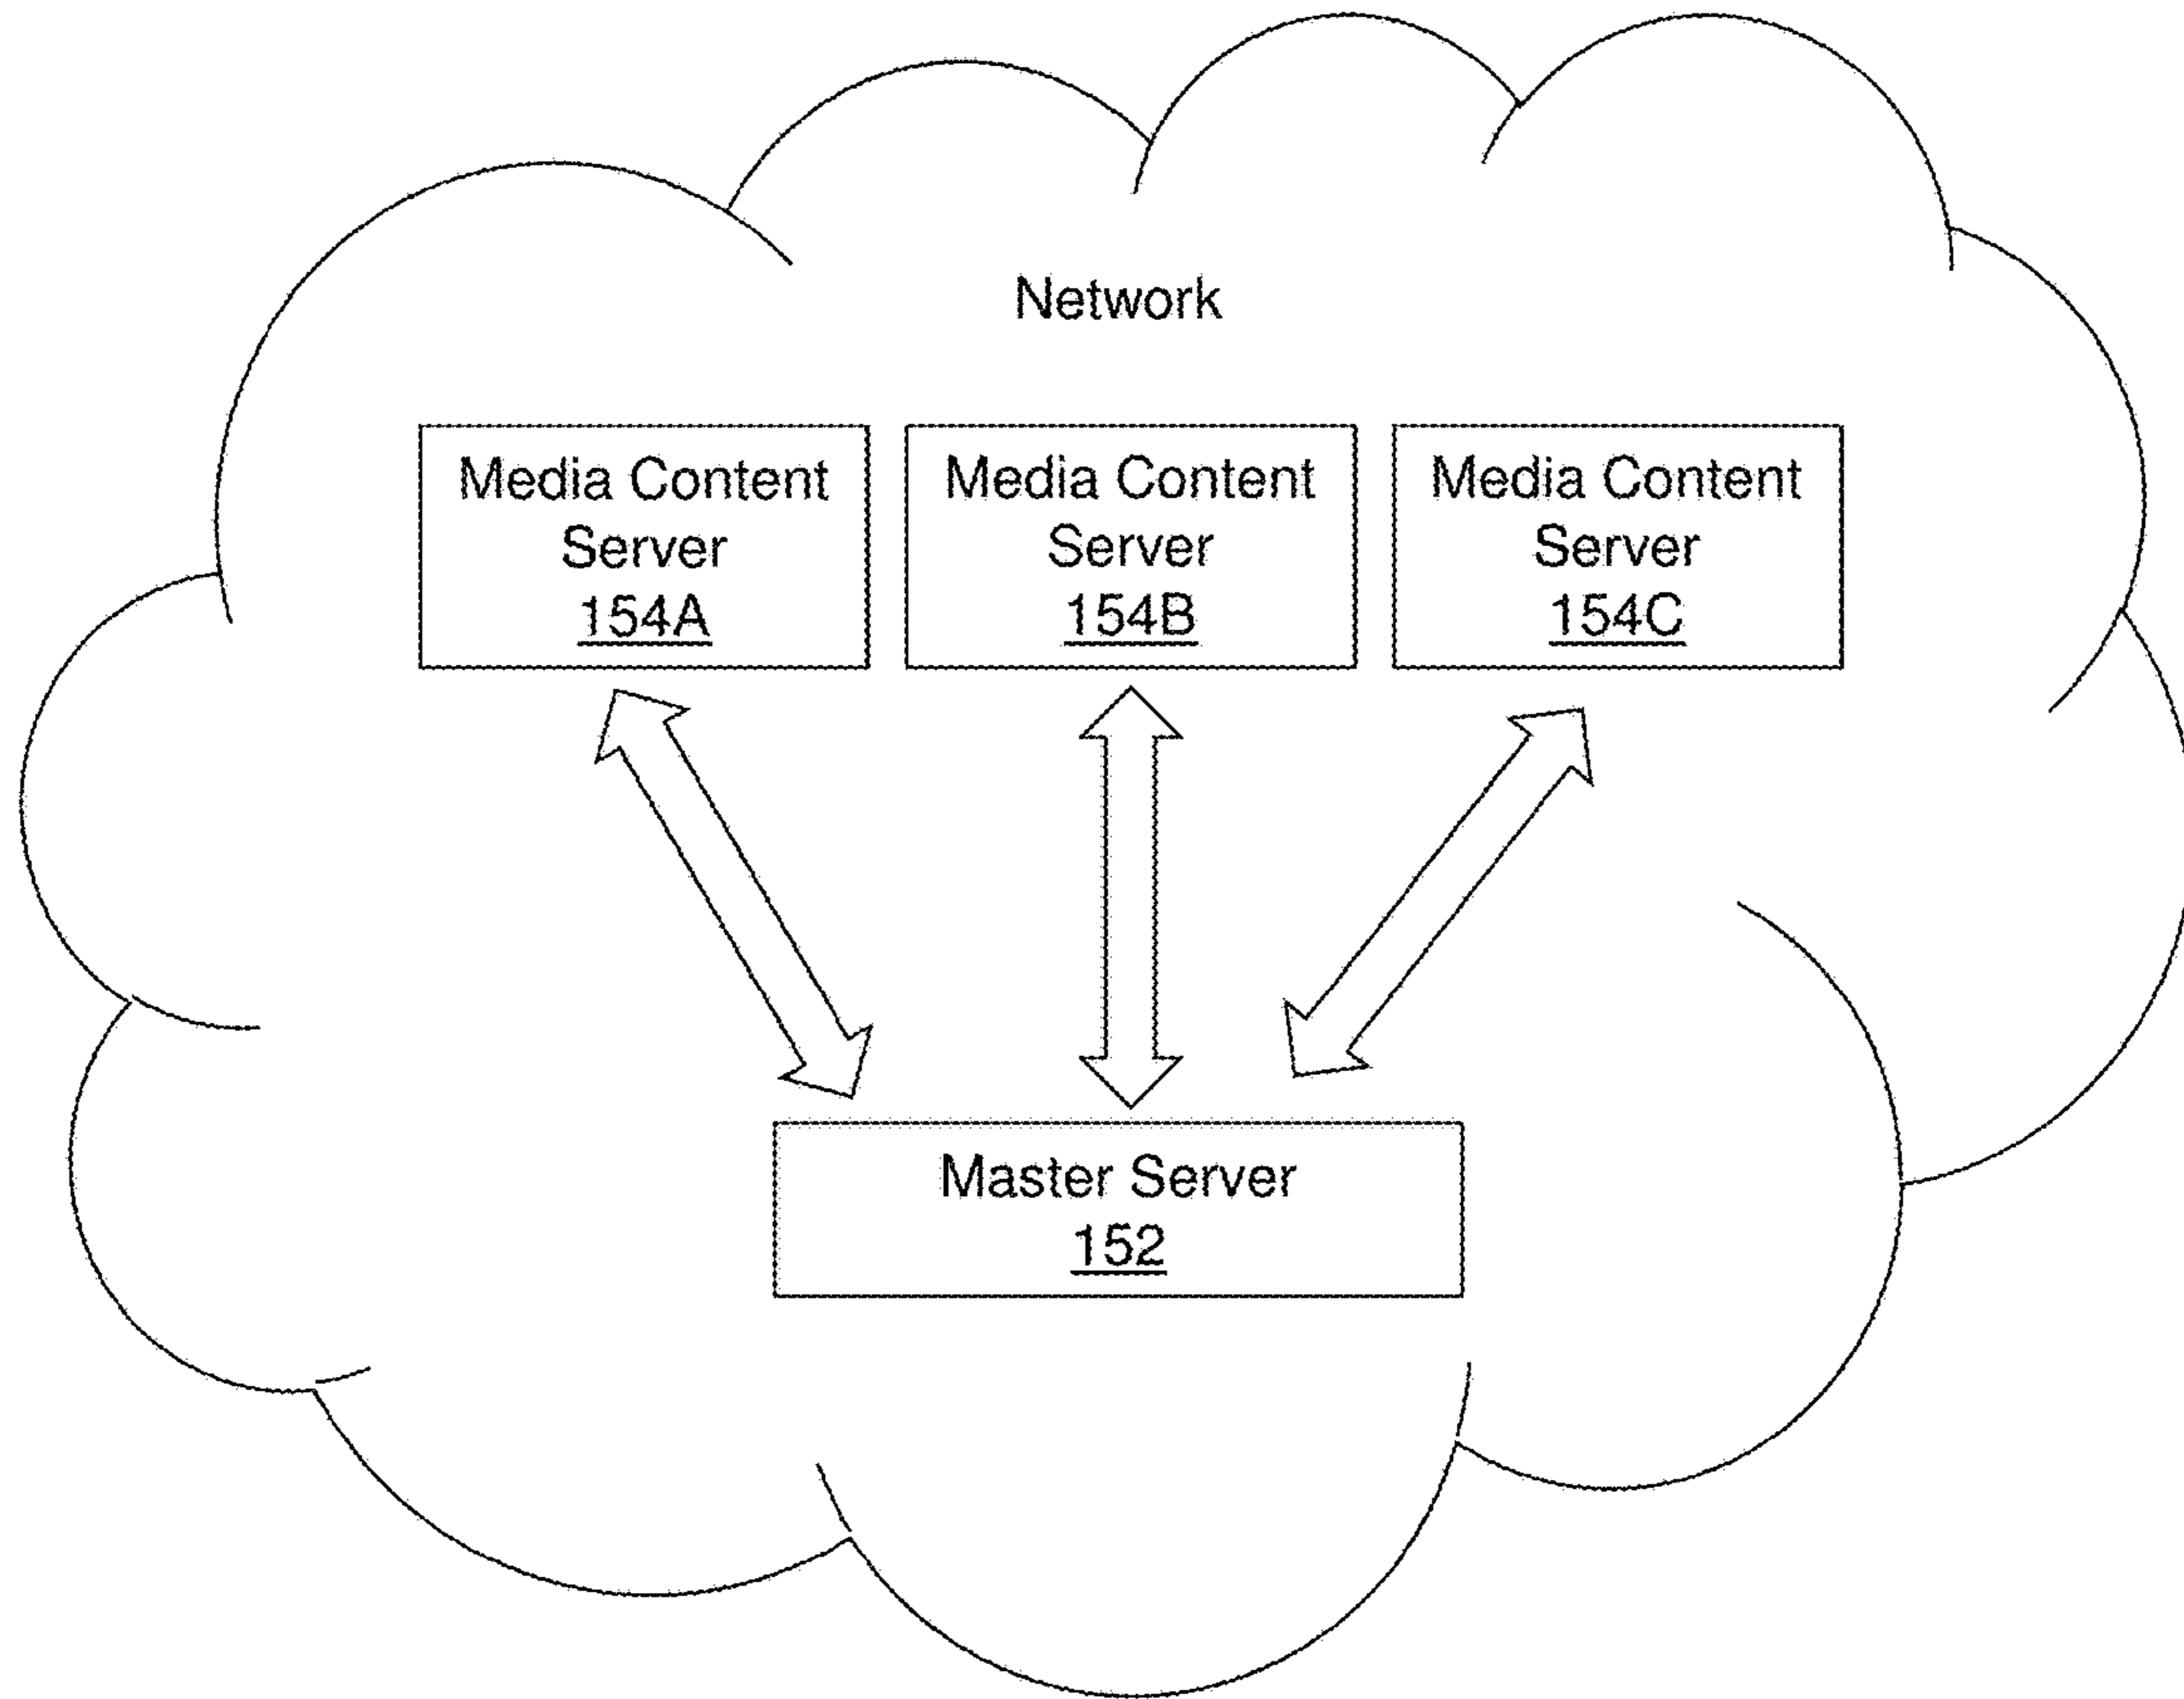 Network
Media Content
Server
154A
Media Content
Server
154B
Media Content
Server
154C
Master Server
152